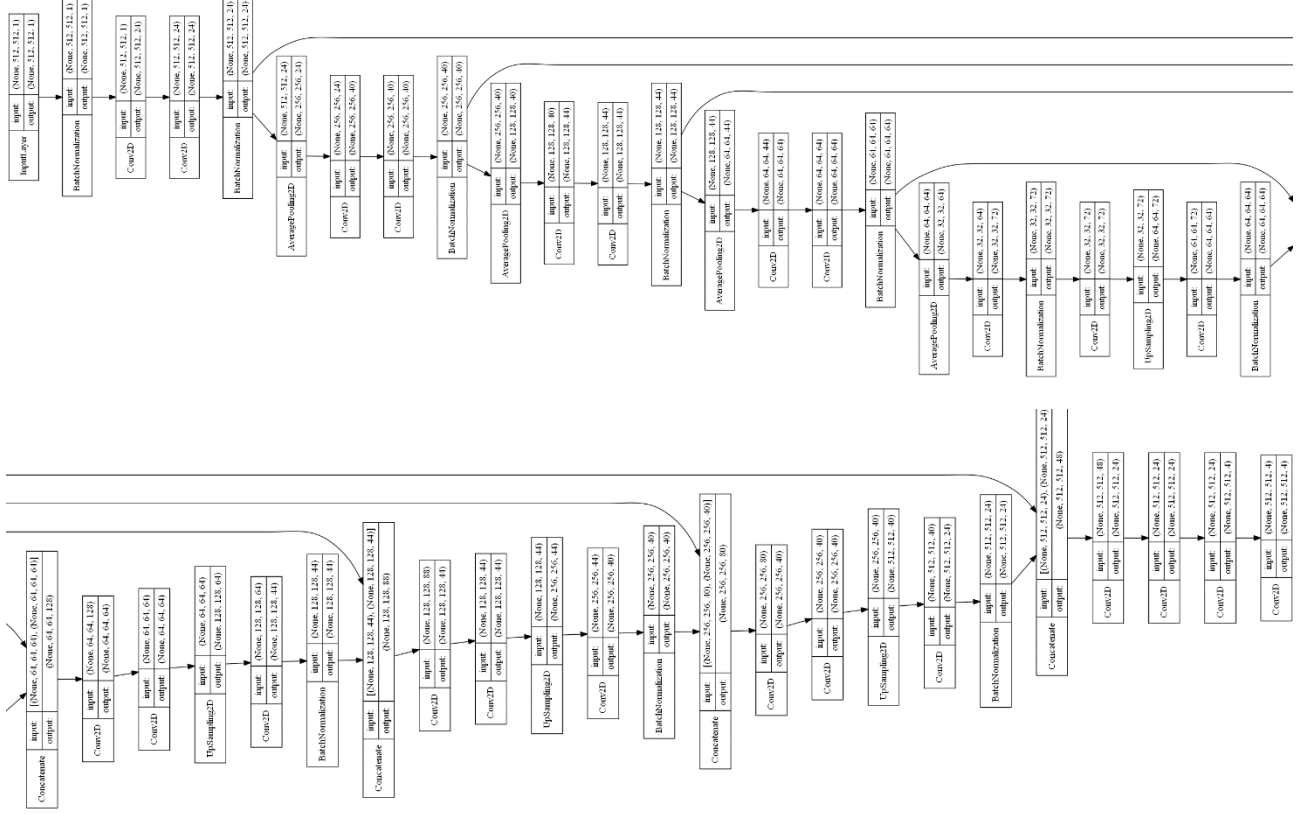 InputLayer
input: (None, 512, 512, 1)
output: (None, 512, 512, 1)
BatchNormalization
input: (None, 512, 512, 1)
output: (None, 512, 512, 1)
Conv2D
input: (None, 512, 512, 1)
output: (None, 512, 512, 24)
Conv2D
input: (None, 512, 512, 24)
output: (None, 512, 512, 24)
BatchNormalization
input: (None, 512, 512, 24)
output: (None, 512, 512, 24)
AveragePooling2D
input: (None, 512, 512, 24)
output: (None, 256, 256, 24)
Conv2D
input: (None, 256, 256, 24)
output: (None, 256, 256, 40)
Conv2D
input: (None, 256, 256, 40)
output: (None, 256, 256, 40)
BatchNormalization
input: (None, 256, 256, 40)
output: (None, 256, 256, 40)
AveragePooling2D
input: (None, 256, 256, 40)
output: (None, 128, 128, 40)
Conv2D
input: (None, 128, 128, 40)
output: (None, 128, 128, 44)
Conv2D
input: (None, 128, 128, 44)
output: (None, 128, 128, 44)
BatchNormalization
input: (None, 128, 128, 44)
output: (None, 128, 128, 44)
AveragePooling2D
input: (None, 128, 128, 44)
output: (None, 64, 64, 44)
Conv2D
input: (None, 64, 64, 44)
output: (None, 64, 64, 64)
Conv2D
input: (None, 64, 64, 64)
output: (None, 64, 64, 64)
BatchNormalization
input: (None, 64, 64, 64)
output: (None, 64, 64, 64)
AveragePooling2D
input: (None, 64, 64, 64)
output: (None, 32, 32, 64)
Conv2D
input: (None, 32, 32, 64)
output: (None, 32, 32, 72)
BatchNormalization
input: (None, 32, 32, 72)
output: (None, 32, 32, 72)
Conv2D
input: (None, 32, 32, 72)
output: (None, 32, 32, 72)
UpSampling2D
input: (None, 32, 32, 72)
output: (None, 64, 64, 72)
Conv2D
input: (None, 64, 64, 72)
output: (None, 64, 64, 64)
BatchNormalization
input: (None, 64, 64, 64)
output: (None, 64, 64, 64)
Concatenate
input: [(None, 64, 64, 64), (None, 64, 64, 64)]
output: (None, 64, 64, 128)
Conv2D
input: (None, 64, 64, 128)
output: (None, 64, 64, 64)
Conv2D
input: (None, 64, 64, 64)
output: (None, 64, 64, 64)
UpSampling2D
input: (None, 64, 64, 64)
output: (None, 128, 128, 64)
Conv2D
input: (None, 128, 128, 64)
output: (None, 128, 128, 44)
BatchNormalization
input: (None, 128, 128, 44)
output: (None, 128, 128, 44)
Concatenate
input: [(None, 128, 128, 44), (None, 128, 128, 44)]
output: (None, 128, 128, 88)
Conv2D
input: (None, 128, 128, 88)
output: (None, 128, 128, 44)
Conv2D
input: (None, 128, 128, 44)
output: (None, 128, 128, 44)
UpSampling2D
input: (None, 128, 128, 44)
output: (None, 256, 256, 44)
Conv2D
input: (None, 256, 256, 44)
output: (None, 256, 256, 40)
BatchNormalization
input: (None, 256, 256, 40)
output: (None, 256, 256, 40)
Concatenate
input: [(None, 256, 256, 40), (None, 256, 256, 40)]
output: (None, 256, 256, 80)
Conv2D
input: (None, 256, 256, 80)
output: (None, 256, 256, 40)
Conv2D
input: (None, 256, 256, 40)
output: (None, 256, 256, 40)
UpSampling2D
input: (None, 256, 256, 40)
output: (None, 512, 512, 40)
Conv2D
input: (None, 512, 512, 40)
output: (None, 512, 512, 24)
BatchNormalization
input: (None, 512, 512, 24)
output: (None, 512, 512, 24)
Concatenate
input: [(None, 512, 512, 24), (None, 512, 512, 24)
output: (None, 512, 512, 48)
Conv2D
input: (None, 512, 512, 48)
output: (None, 512, 512, 24)
Conv2D
input: (None, 512, 512, 24)
output: (None, 512, 512, 24)
Conv2D
input: (None, 512, 512, 24)
output: (None, 512, 512, 4)
Conv2D
input: (None, 512, 512, 4)
output: (None, 512, 512, 4)